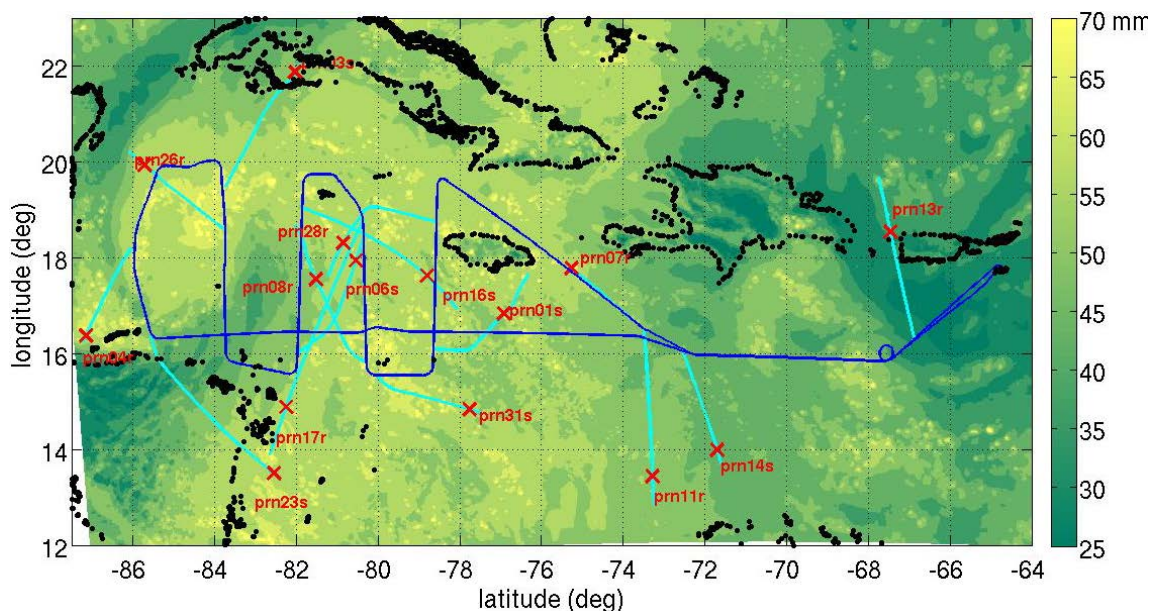 70 mm
65
60
55
50
45
40
35
30
25
22
20
18
16
14
12
longitude (deg)
3s
prn26r
prn13r
prn28r
prn07r
prn08r
prn06s
prn16s
prn01s
prn04r
prn31s
prn17r
prn14s
prn23s
prn11r
-86 -84 -82 -80 -78 -76 -74 -72 -70 -68 -66 -64
latitude (deg)